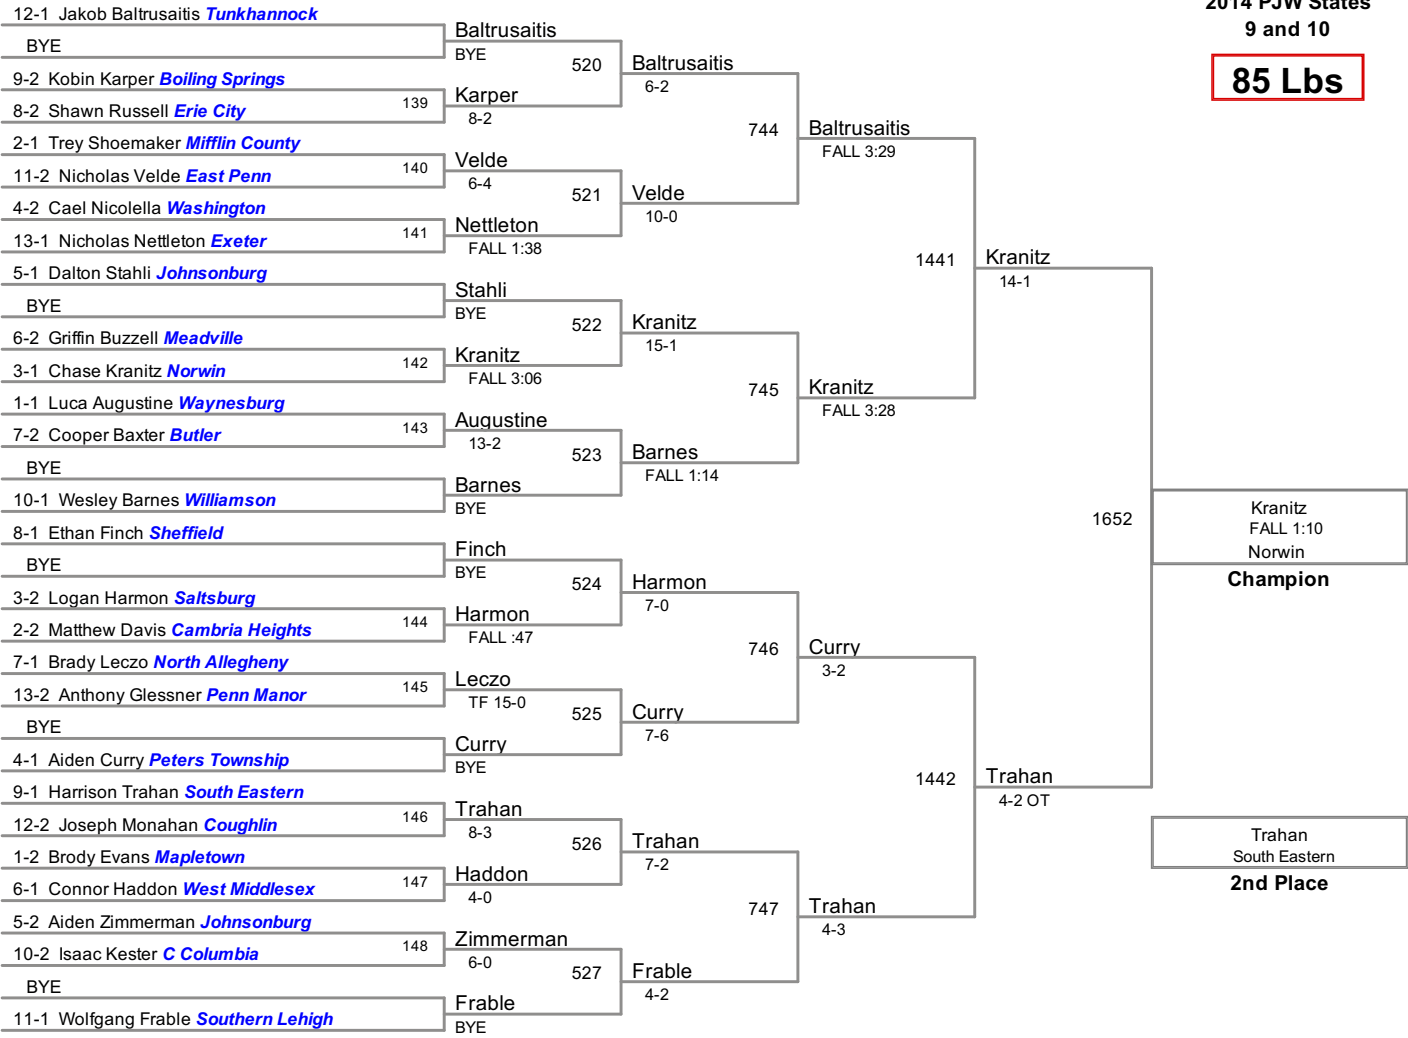 2014 PJW States
9 and 10
85 Lbs
12-1 Jakob Baltrusaitis Tunkhannock
BYE
9-2 Kobin Karper Boiling Springs
8-2 Shawn Russell Erie City
2-1 Trey Shoemaker Mifflin County
11-2 Nicholas Velde East Penn
4-2 Cael Nicolella Washington
13-1 Nicholas Nettleton Exeter
5-1 Dalton Stahli Johnsonburg
BYE
6-2 Griffin Buzzell Meadville
3-1 Chase Kranitz Norwin
1-1 Luca Augustine Waynesburg
7-2 Cooper Baxter Butler
BYE
10-1 Wesley Barnes Williamson
8-1 Ethan Finch Sheffield
BYE
3-2 Logan Harmon Saltsburg
2-2 Matthew Davis Cambria Heights
7-1 Brady Leczo North Allegheny
13-2 Anthony Glessner Penn Manor
BYE
4-1 Aiden Curry Peters Township
9-1 Harrison Trahan South Eastern
12-2 Joseph Monahan Coughlin
1-2 Brody Evans Mapletown
6-1 Connor Haddon West Middlesex
5-2 Aiden Zimmerman Johnsonburg
10-2 Isaac Kester C Columbia
BYE
11-1 Wolfgang Frable Southern Lehigh
139
140
141
142
143
144
145
146
147
148
Baltrusaitis
BYE
Karper
8-2
Velde
6-4
Nettleton
FALL 1:38
Stahli
BYE
Kranitz
FALL 3:06
Augustine
13-2
Barnes
BYE
Finch
BYE
Harmon
FALL :47
Leczo
TF 15-0
Curry
BYE
Trahan
8-3
Haddon
4-0
Zimmerman
6-0
Frable
BYE
520
521
522
523
524
525
526
527
Baltrusaitis
6-2
Velde
10-0
Kranitz
15-1
Barnes
FALL 1:14
Harmon
7-0
Curry
7-6
Trahan
7-2
Frable
4-2
744
745
746
747
Baltrusaitis
FALL 3:29
Kranitz
FALL 3:28
Curry
3-2
Trahan
4-3
1441
1442
Kranitz
14-1
Trahan
4-2 OT
1652
Kranitz
FALL 1:10
Norwin
Champion
Trahan
South Eastern
2nd Place